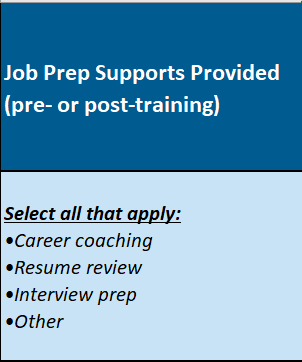 Job Prep Supports Provided
(pre- or post-training)
Select all that apply:
•Career coaching
•Resume review
•Interview prep
•Other